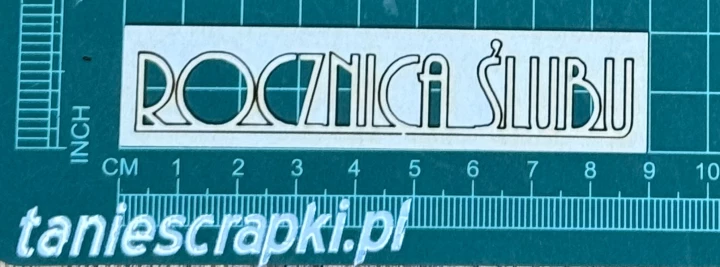 ROCZNICA ŚLUBU
INCH
CM 1 2 3 4 5 6 7 8 9 10
taniescrapki.pl